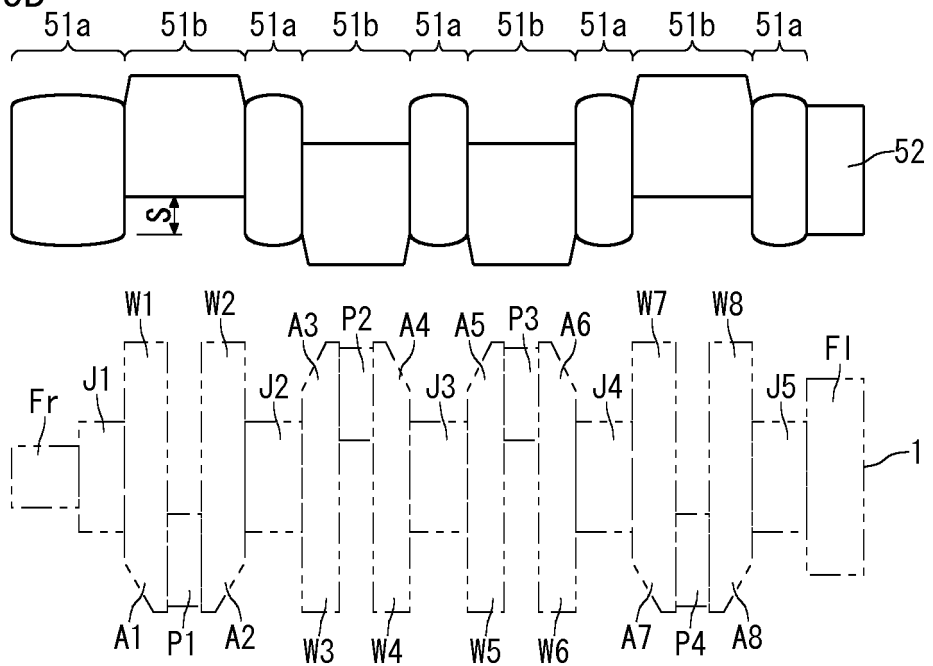 51a 51b 51a 51b 51a 51b 51a 51b 51a
52
S
W1 W2 A3 P2 A4 A5 P3 A6 W7 W8
Fr J1 J2 J3 J4 J5 Fl
1
A1 P1 A2 W3 W4 W5 W6 A7 P4 A8